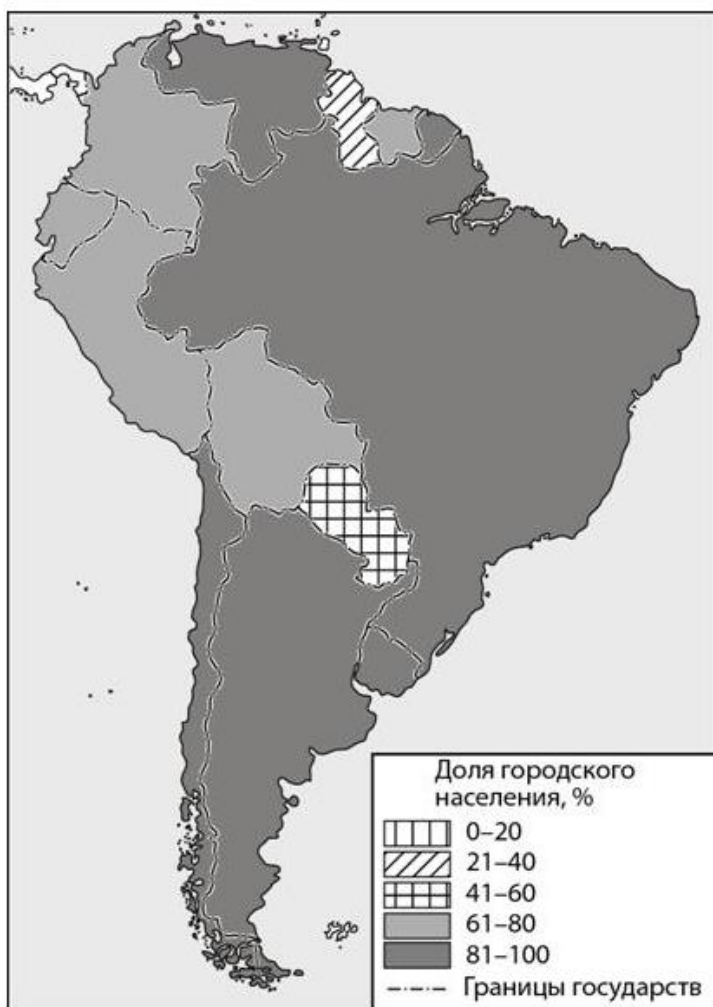 Доля городского
населения, %
0–20
21–40
41–60
61–80
81–100
Границы государств